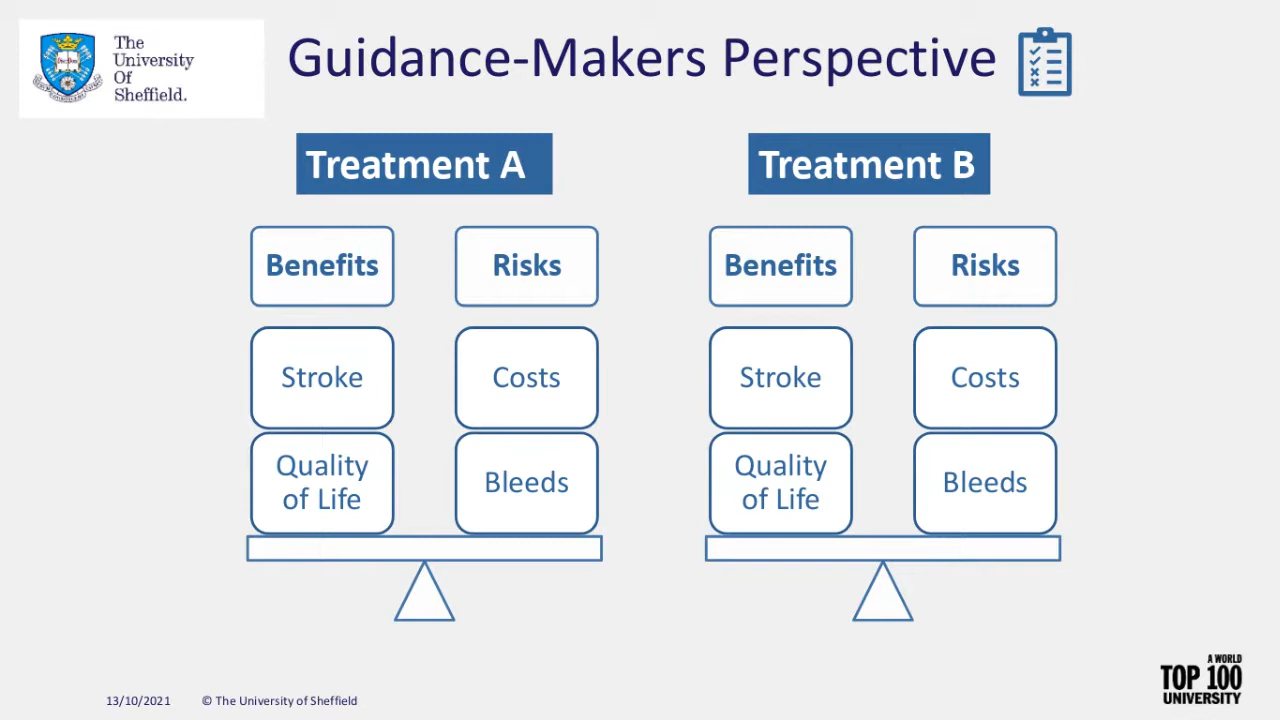 The
University
Of
Sheffield.
Guidance-Makers Perspective
Treatment A
Treatment B
Benefits
Risks
Benefits
Risks
Stroke
Costs
Stroke
Costs
Quality
of Life
Bleeds
Quality
of Life
Bleeds
A WORLD
TOP 100
UNIVERSITY
13/10/2021
© The University of Sheffield